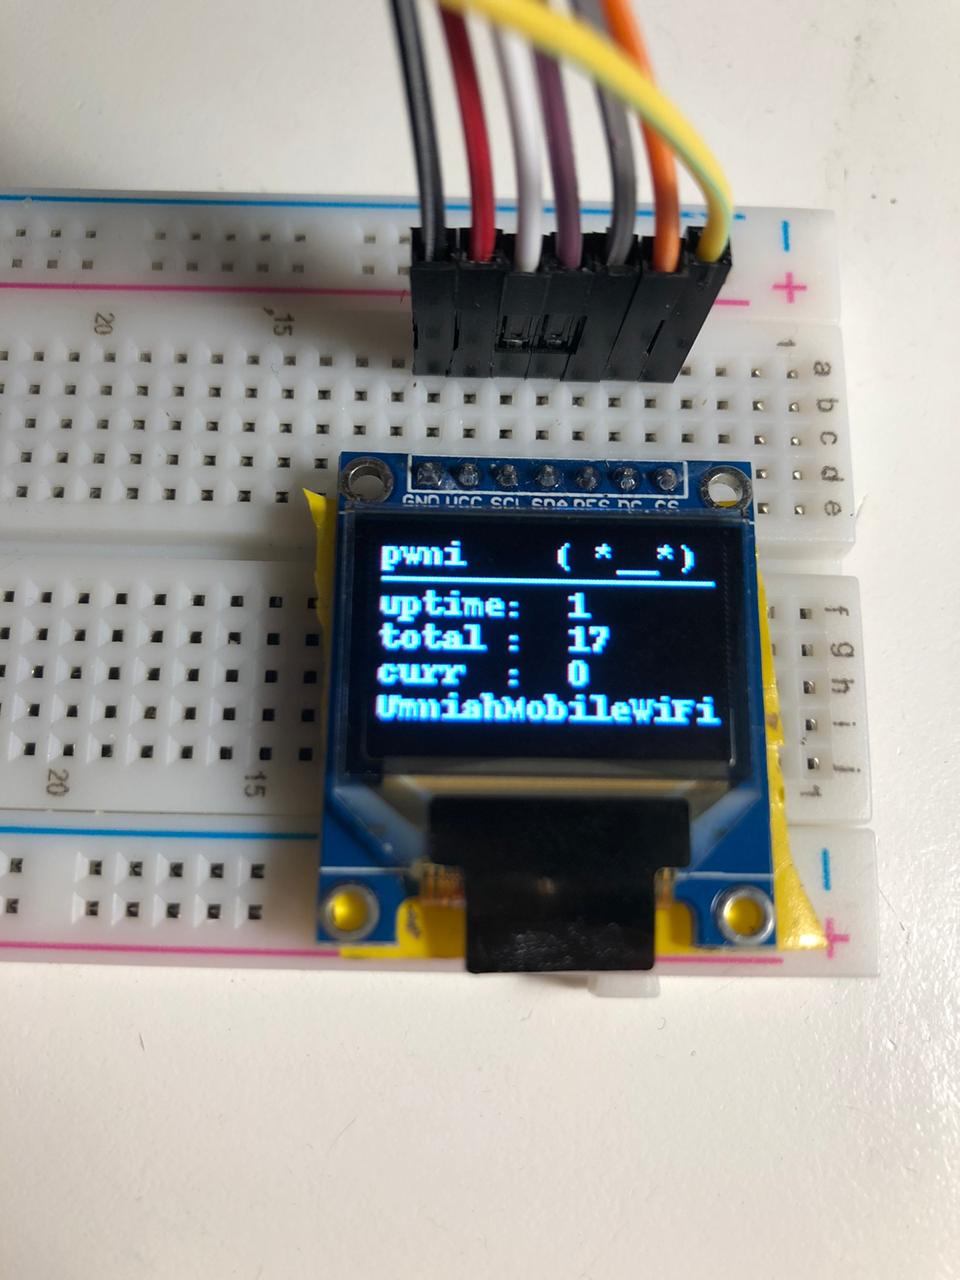 20 15 1
a
b
c
d
e
GND VCC SCL SDA RES DC CS
pwni ( *__*)
uptime: 1
total : 17
curr : 0
UmniahMobileWiFi
f
g
h
i
j
20 15 1